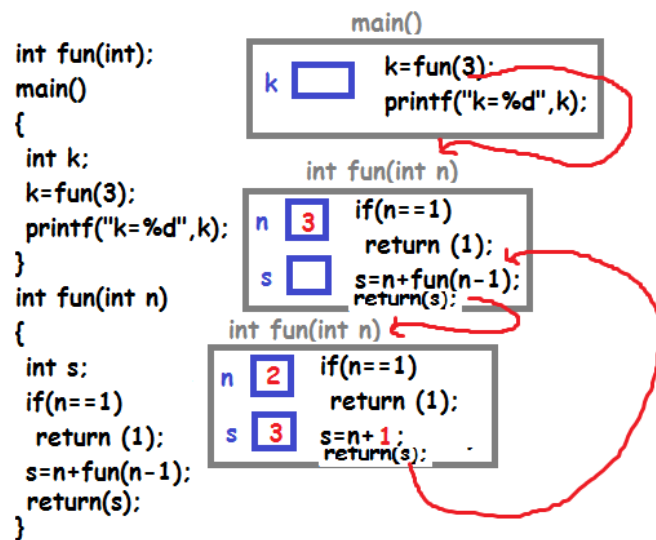 int fun(int);
main()
{
int k;
k=fun(3);
printf("k=%d",k);
}
int fun(int n)
{
int s;
if(n==1)
return (1);
s=n+fun(n-1);
return(s);
}
main()
k
k=fun(3);
printf("k=%d",k);
int fun(int n)
n 3
s
if(n==1)
return (1);
s=n+fun(n-1);
return(s);
int fun(int n)
n 2
s 3
if(n==1)
return (1);
s=n+1;
return(s);